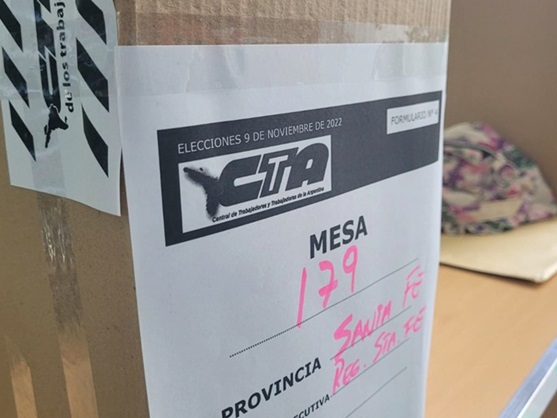 de los trabaj
ELECCIONES 9 DE NOVIEMBRE DE 2022
FORMULARIO Nº
CTA
Central de Trabajadores y Trabajadoras de la Argentina
MESA
179
PROVINCIA SANTA FE
REG. STA. FE
ECUTIVA